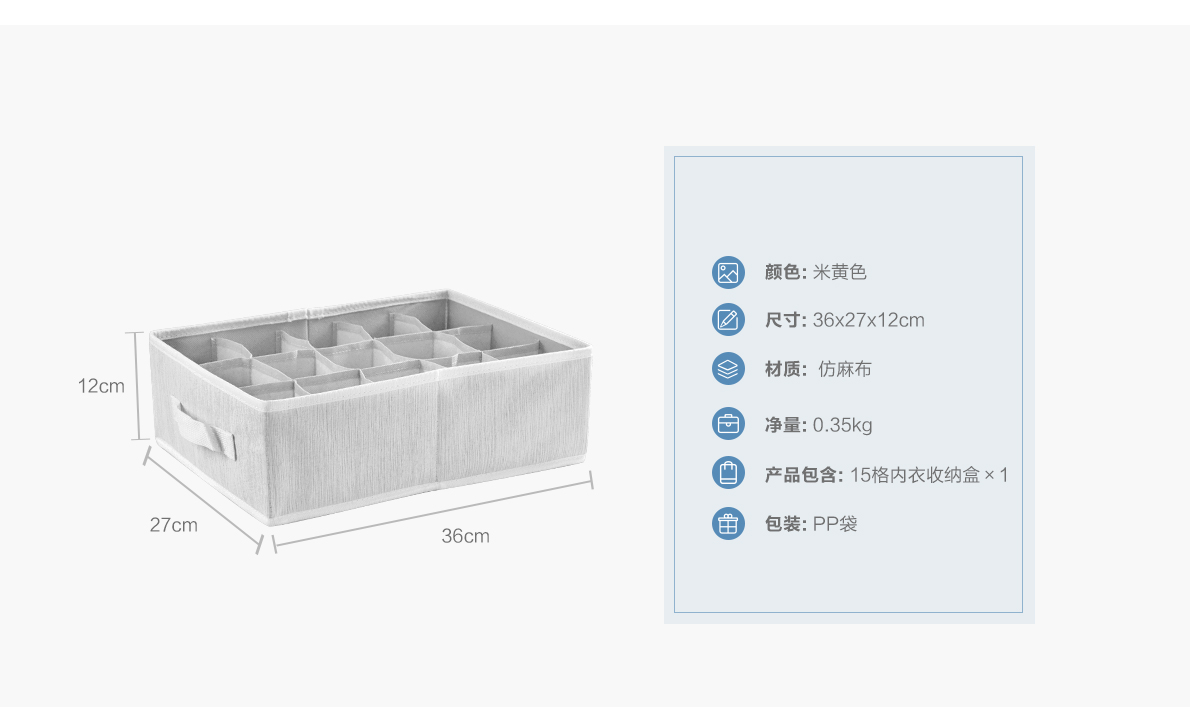 12cm
27cm
36cm
颜色: 米黄色
尺寸: 36x27x12cm
材质: 仿麻布
净量: 0.35kg
产品包含: 15格内衣收纳盒×1
包装: PP袋